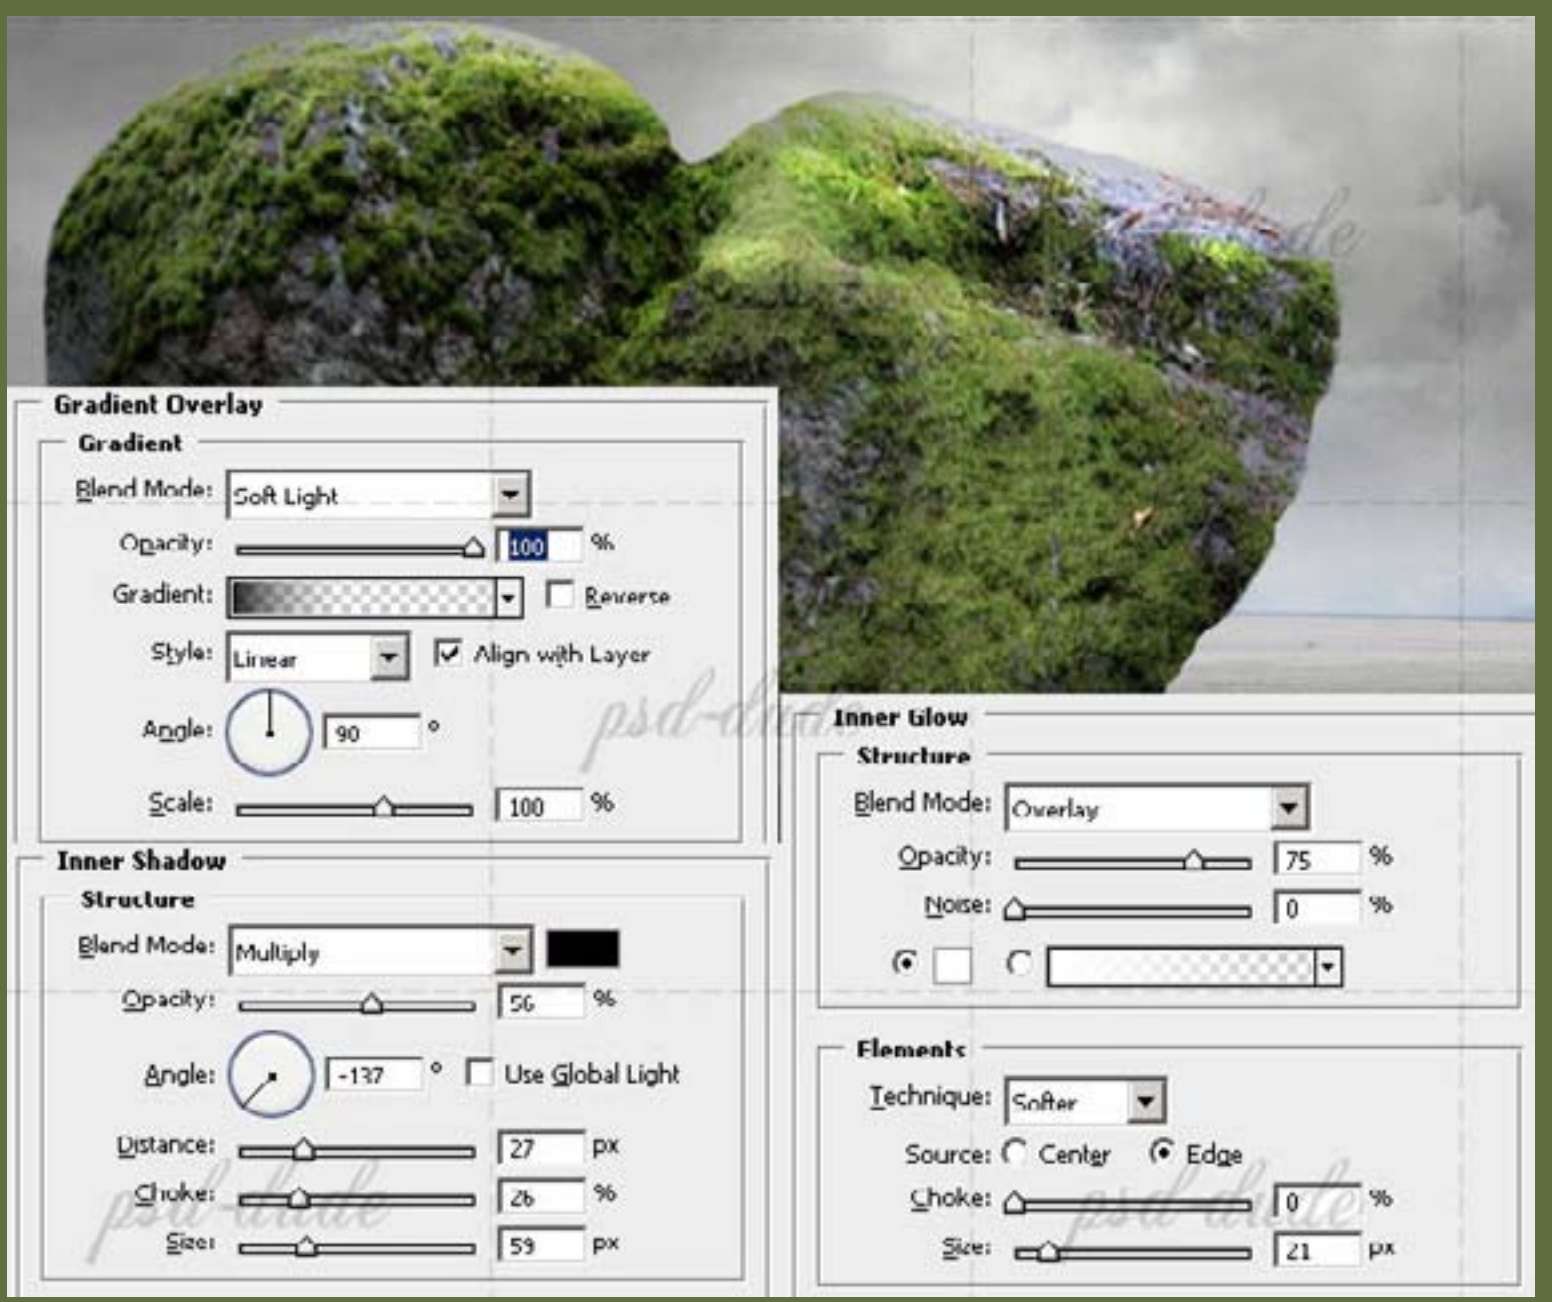 de
Gradient Overlay
Gradient
Blend Mode: Soft Light
Opacity: 100 %
Gradient: Reverse
Style: Linear Align with Layer
Angle: 90 °
Scale: 100 %
psd-dude
Inner Shadow
Structure
Blend Mode: Multiply
Opacity: 56 %
Angle: -137 ° Use Global Light
Distance: 27 px
Choke: 26 %
psd-dude
Size: 59 px
Inner Glow
Structure
Blend Mode: Overlay
Opacity: 75 %
Noise: 0 %
Elements
Technique: Softer
Source: Center Edge
Choke: 0 %
psd-dude
Size: 21 px